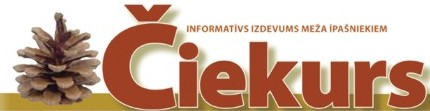 INFORMATĪVS IZDEVUMS MEŽA ĪPAŠNIEKIEM
Čiekurs